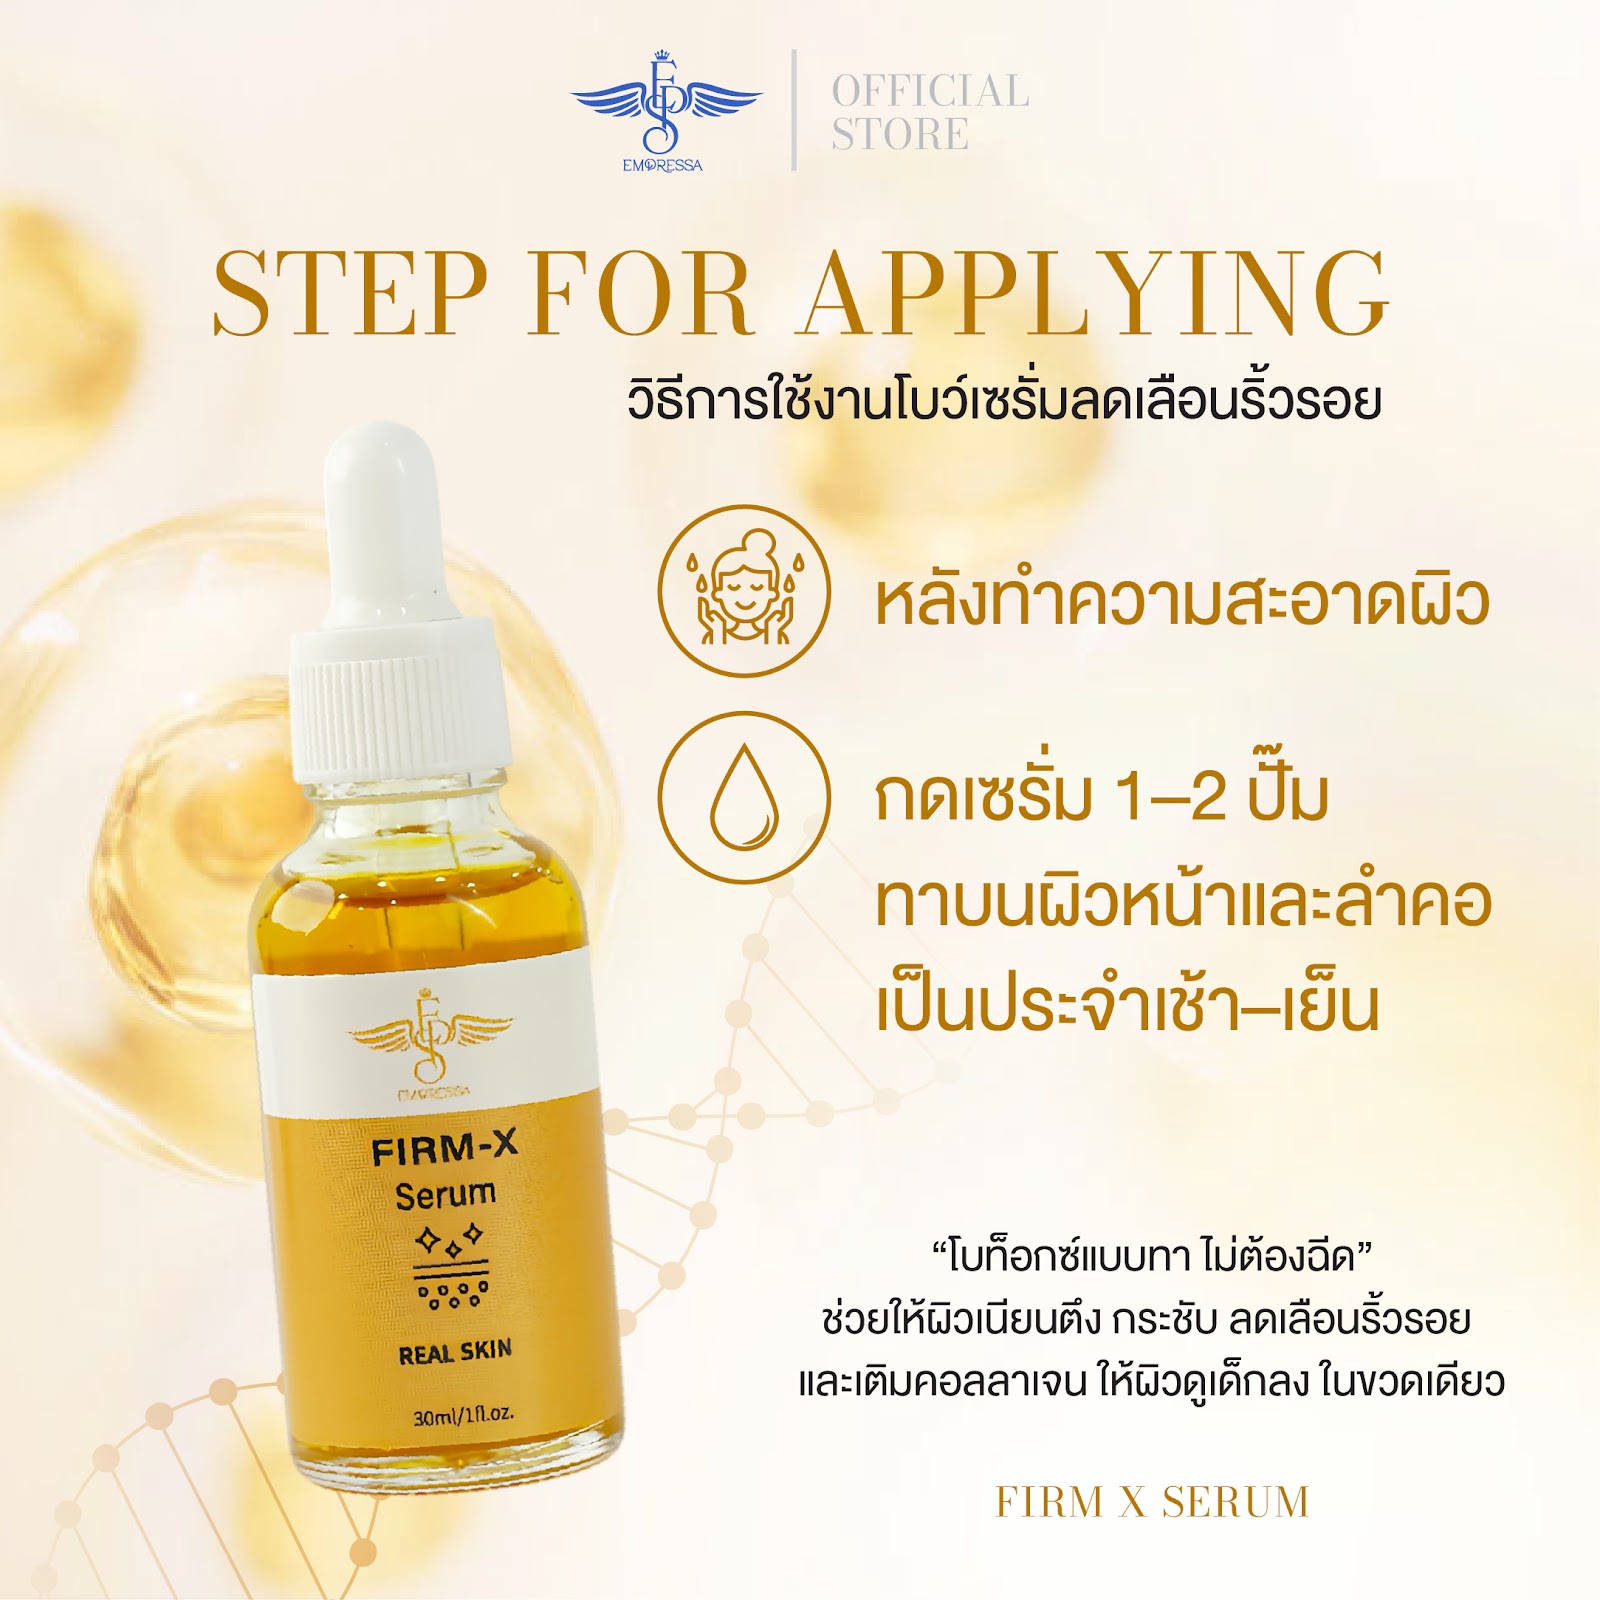 EPS
EMPRESSA
OFFICIAL
STORE
STEP FOR APPLYING
วิธีการใช้งานโบว์เซรั่มลดเลือนริ้วรอย
หลังทำความสะอาดผิว
กดเซรั่ม 1–2 ปั๊ม
ทาบนผิวหน้าและลำคอ
เป็นประจำเช้า–เย็น
EPS
EMPRESSA
FIRM-X
Serum
REAL SKIN
30ml/1fl.oz.
“โบท็อกซ์แบบทา ไม่ต้องฉีด”
ช่วยให้ผิวเนียนตึง กระชับ ลดเลือนริ้วรอย
และเติมคอลลาเจน ให้ผิวดูเด็กลง ในขวดเดียว
FIRM X SERUM